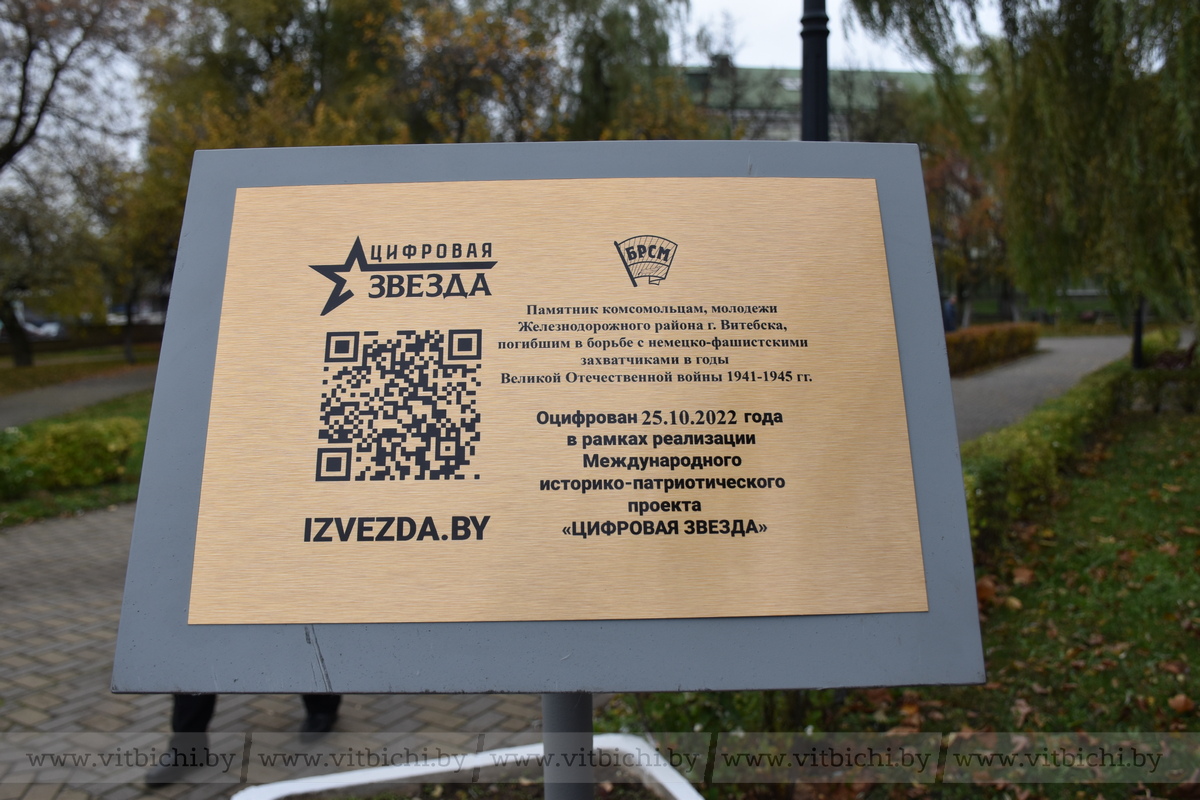 ЦИФРОВАЯ
ЗВЕЗДА
IZVEZDA.BY
БРСМ
Памятник комсомольцам, молодежи
Железнодорожного района г. Витебска,
погибшим в борьбе с немецко-фашистскими
захватчиками в годы
Великой Отечественной войны 1941-1945 гг.
Оцифрован 25.10.2022 года
в рамках реализации
Международного
историко-патриотического
проекта
«ЦИФРОВАЯ ЗВЕЗДА»
www.vitbichi.by / www.vitbichi.by / www.vitbichi.by / www.vitbichi.by / www.vitbichi.by